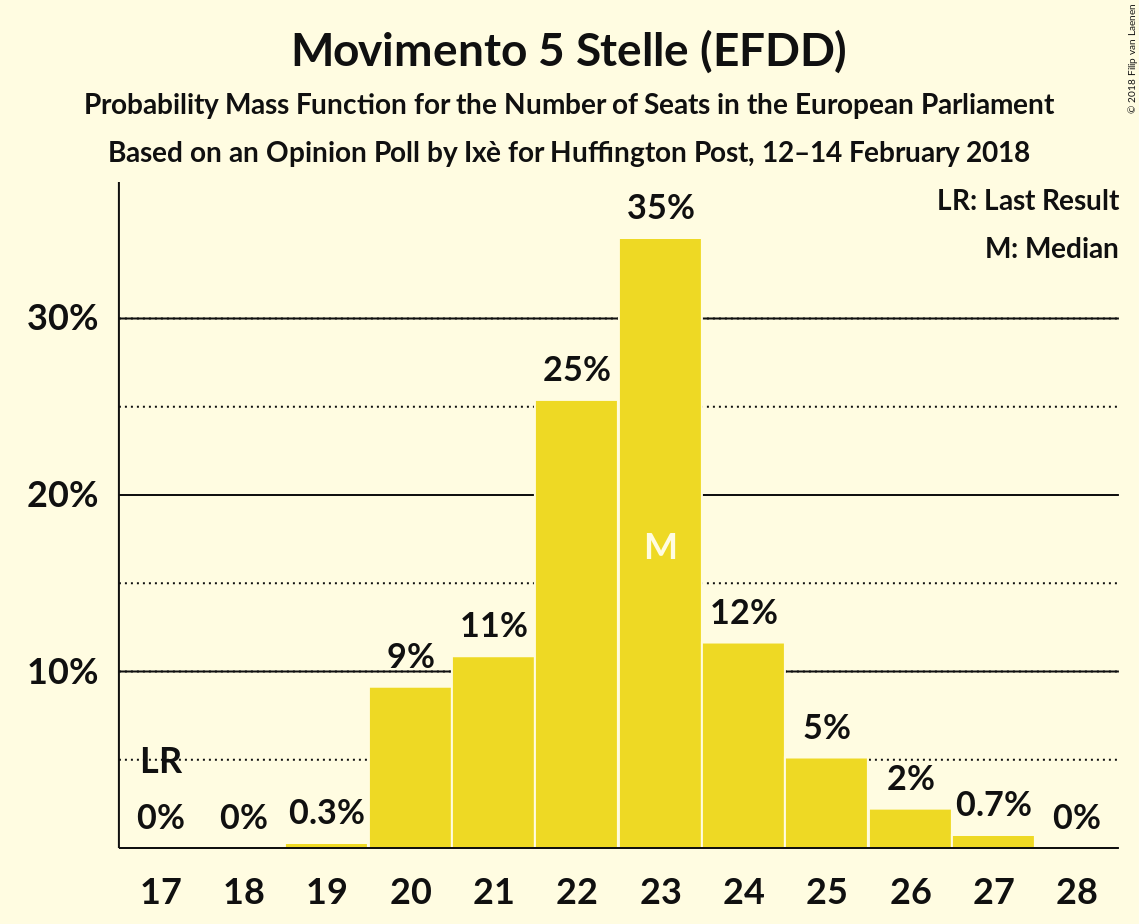 Movimento 5 Stelle (EFDD)
Probability Mass Function for the Number of Seats in the European Parliament
Based on an Opinion Poll by Ixè for Huffington Post, 12–14 February 2018
© 2018 Filip van Laenen
LR: Last Result
M: Median
35%
30%
25%
20%
M
12%
11%
9%
10%
5%
LR
2%
0%
0%
0.3%
0.7%
0%
17 18 19 20 21 22 23 24 25 26 27 28